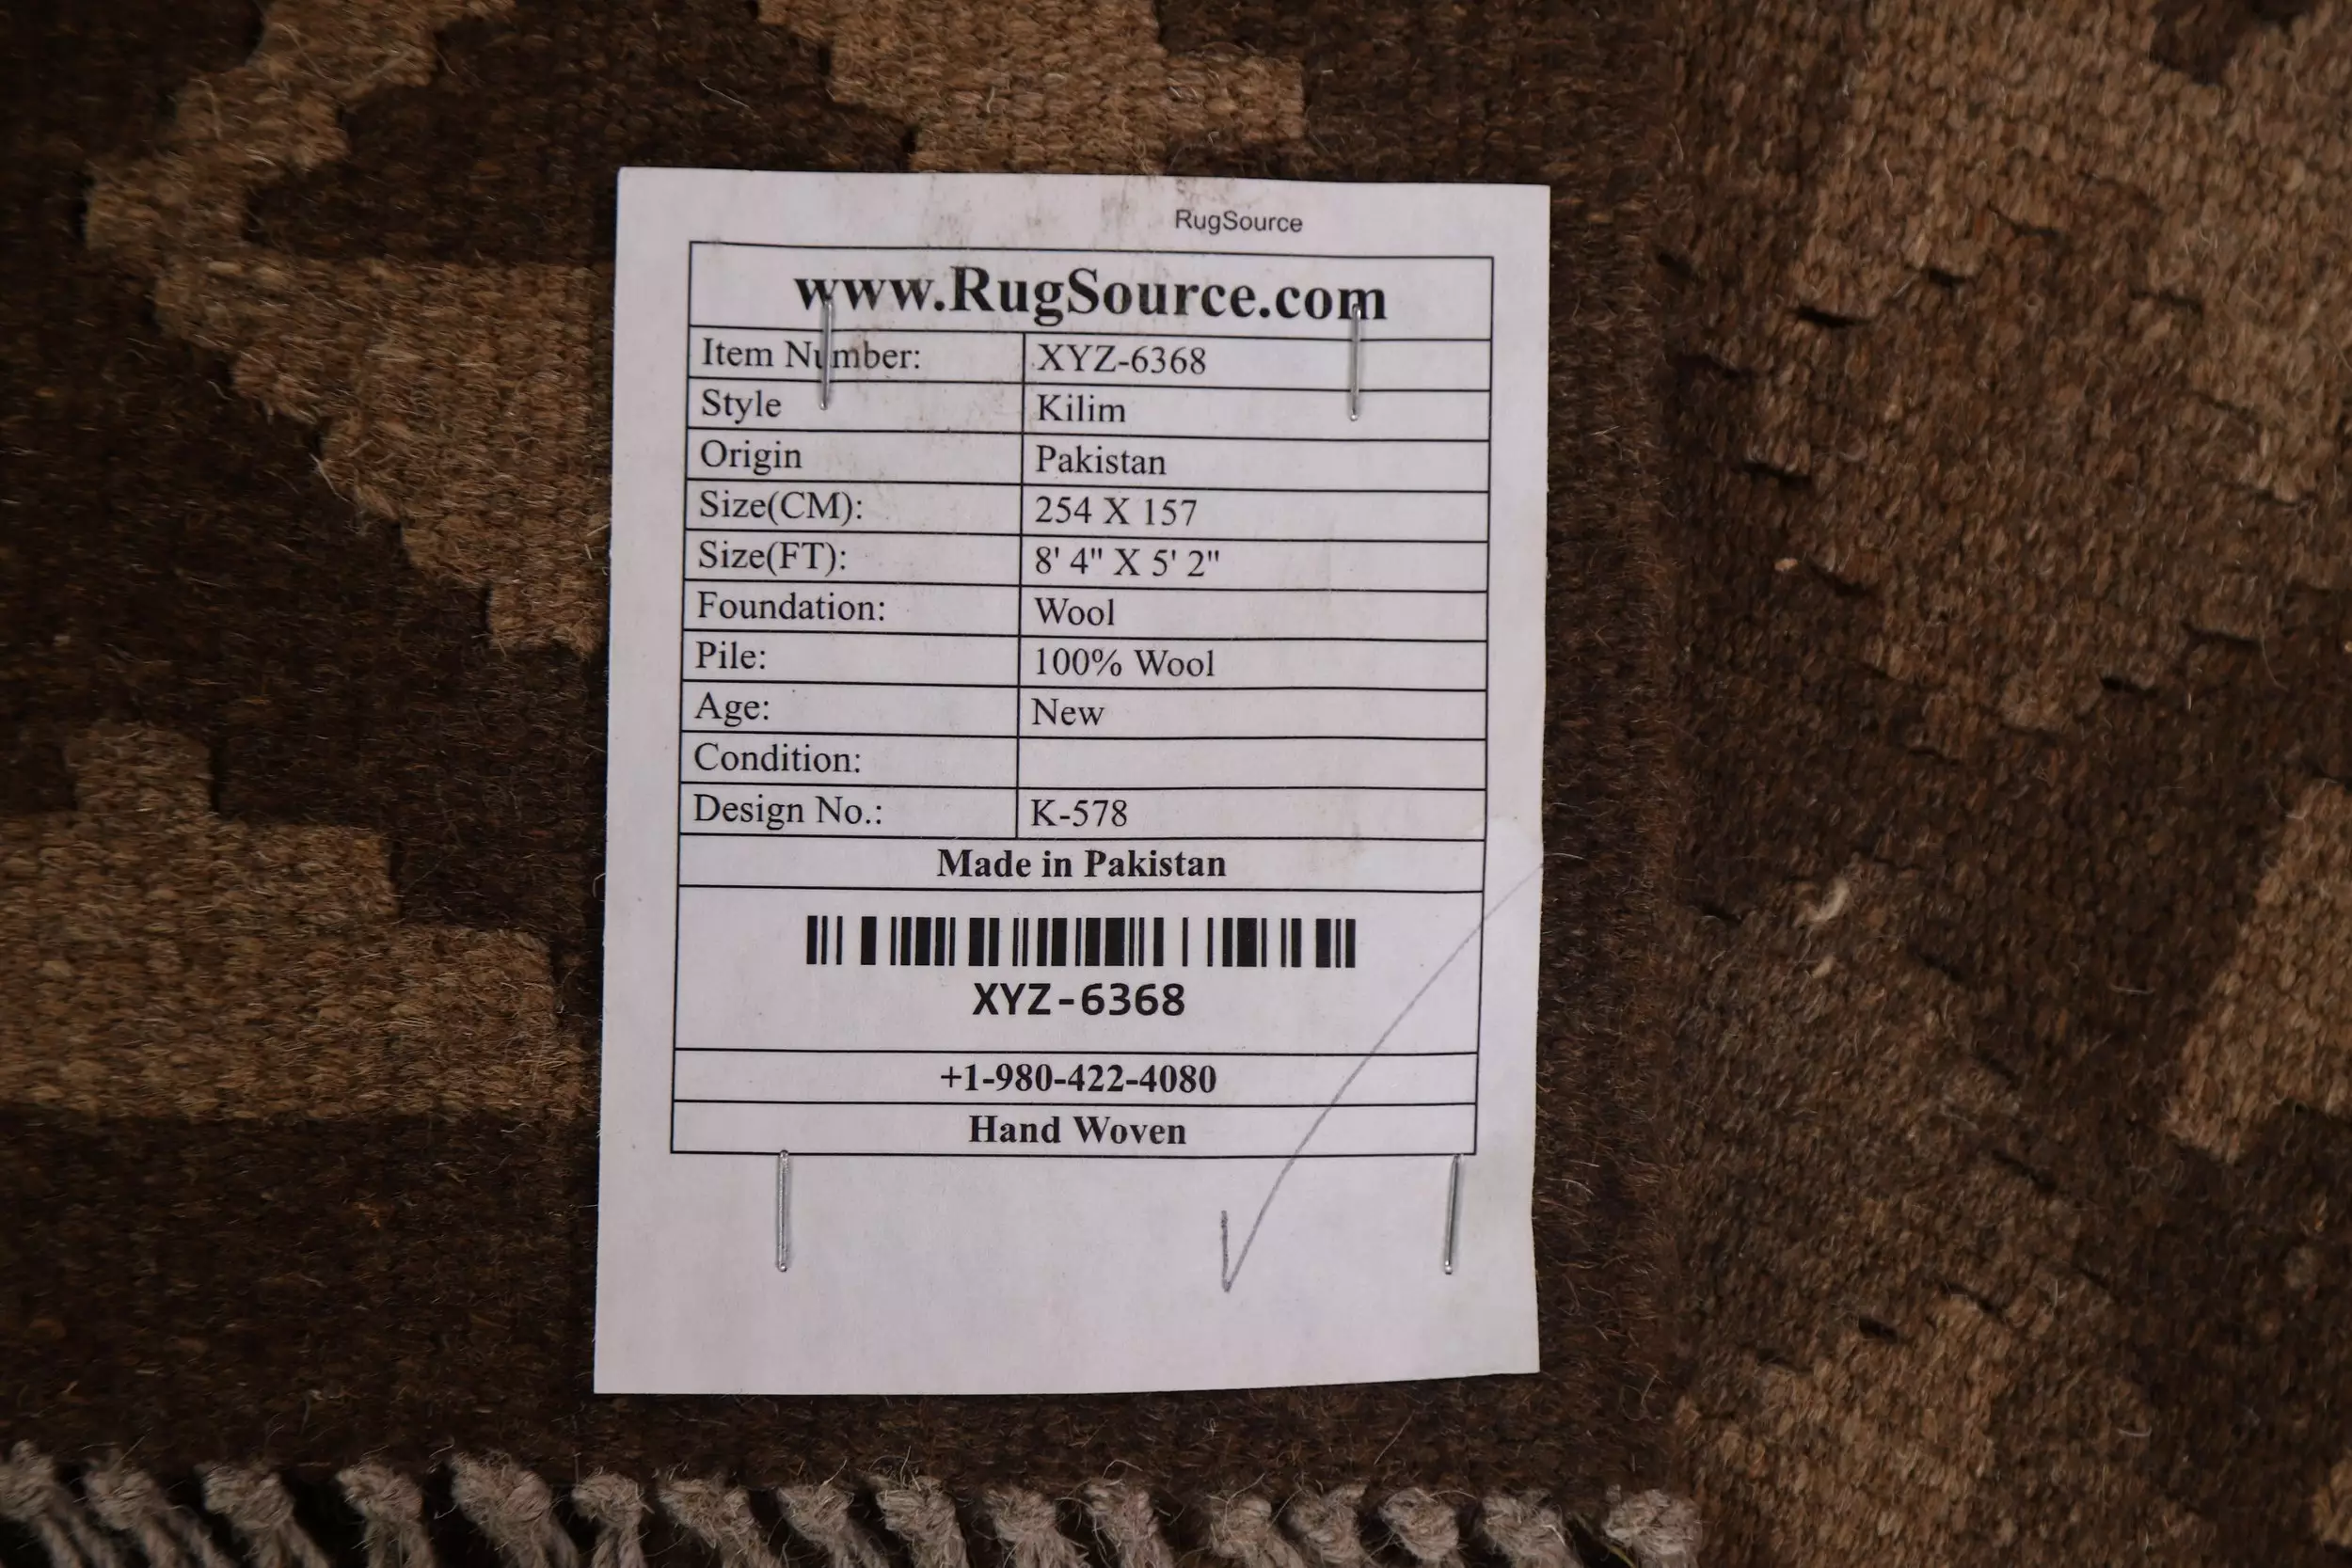 RugSource
www.RugSource.com
Item Number: XYZ-6368
Style Kilim
Origin Pakistan
Size(CM): 254 X 157
Size(FT): 8' 4" X 5' 2"
Foundation: Wool
Pile: 100% Wool
Age: New
Condition:
Design No.: K-578
Made in Pakistan
XYZ-6368
+1-980-422-4080
Hand Woven